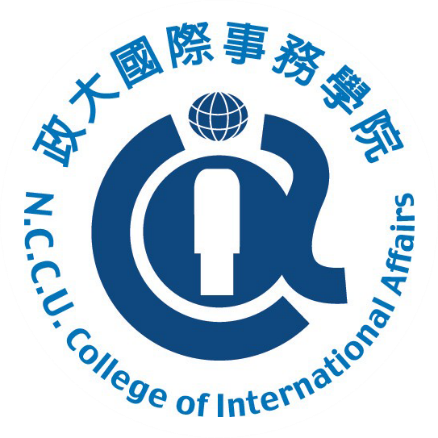 政大國際事務學院
N.C.C.U. College of International Affairs